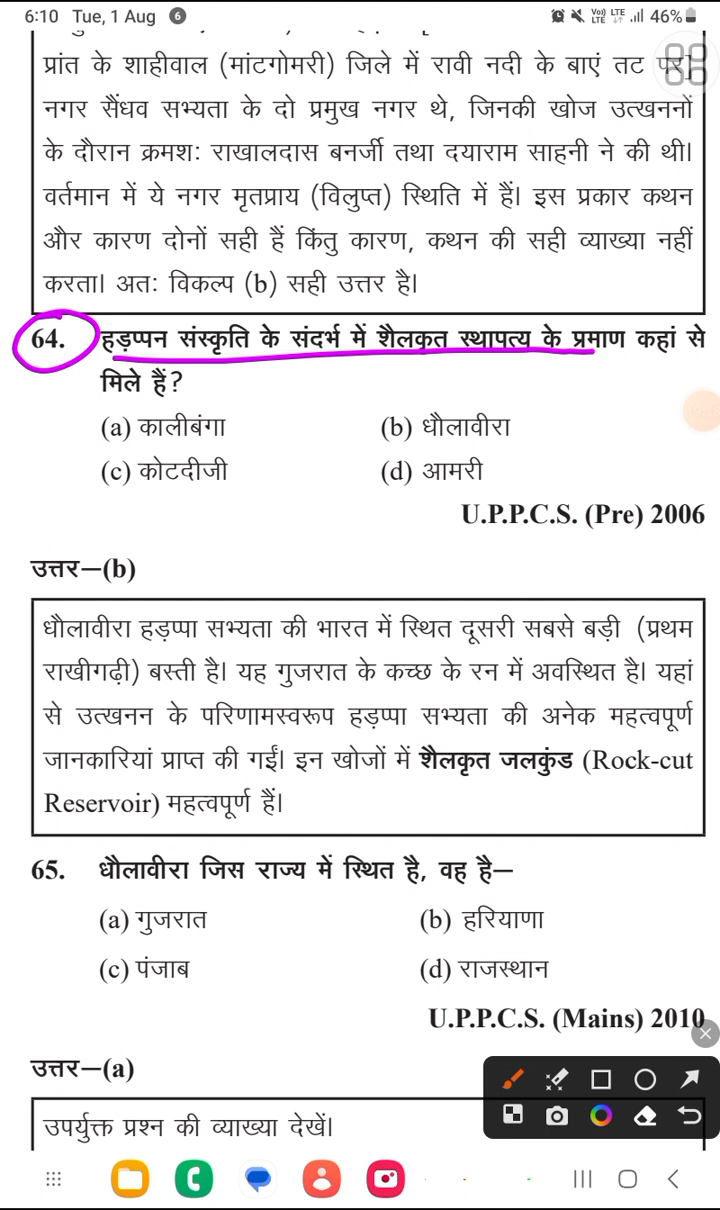 6:10 Tue, 1 Aug 6 Vo) LTE LTE 46%
प्रांत के शाहीवाल (मांटगोमरी) जिले में रावी नदी के बाएं तट पर]
नगर सैंधव सभ्यता के दो प्रमुख नगर थे, जिनकी खोज उत्खननों
के दौरान क्रमश: राखालदास बनर्जी तथा दयाराम साहनी ने की थी।
वर्तमान में ये नगर मृतप्राय (विलुप्त) स्थिति में हैं। इस प्रकार कथन
और कारण दोनों सही हैं किंतु कारण, कथन की सही व्याख्या नहीं
करता। अत: विकल्प (b) सही उत्तर है।
64. हड़प्पन संस्कृति के संदर्भ में शैलकृत स्थापत्य के प्रमाण कहां से
मिले हैं?
(a) कालीबंगा (b) धौलावीरा
(c) कोटदीजी (d) आमरी
U.P.P.C.S. (Pre) 2006
उत्तर—(b)
धौलावीरा हड़प्पा सभ्यता की भारत में स्थित दूसरी सबसे बड़ी (प्रथम
राखीगढ़ी) बस्ती है। यह गुजरात के कच्छ के रन में अवस्थित है। यहां
से उत्खनन के परिणामस्वरूप हड़प्पा सभ्यता की अनेक महत्वपूर्ण
जानकारियां प्राप्त की गईं। इन खोजों में शैलकृत जलकुंड (Rock-cut
Reservoir) महत्वपूर्ण हैं।
65. धौलावीरा जिस राज्य में स्थित है, वह है—
(a) गुजरात (b) हरियाणा
(c) पंजाब (d) राजस्थान
U.P.P.C.S. (Mains) 2010
उत्तर—(a)
उपर्युक्त प्रश्न की व्याख्या देखें।